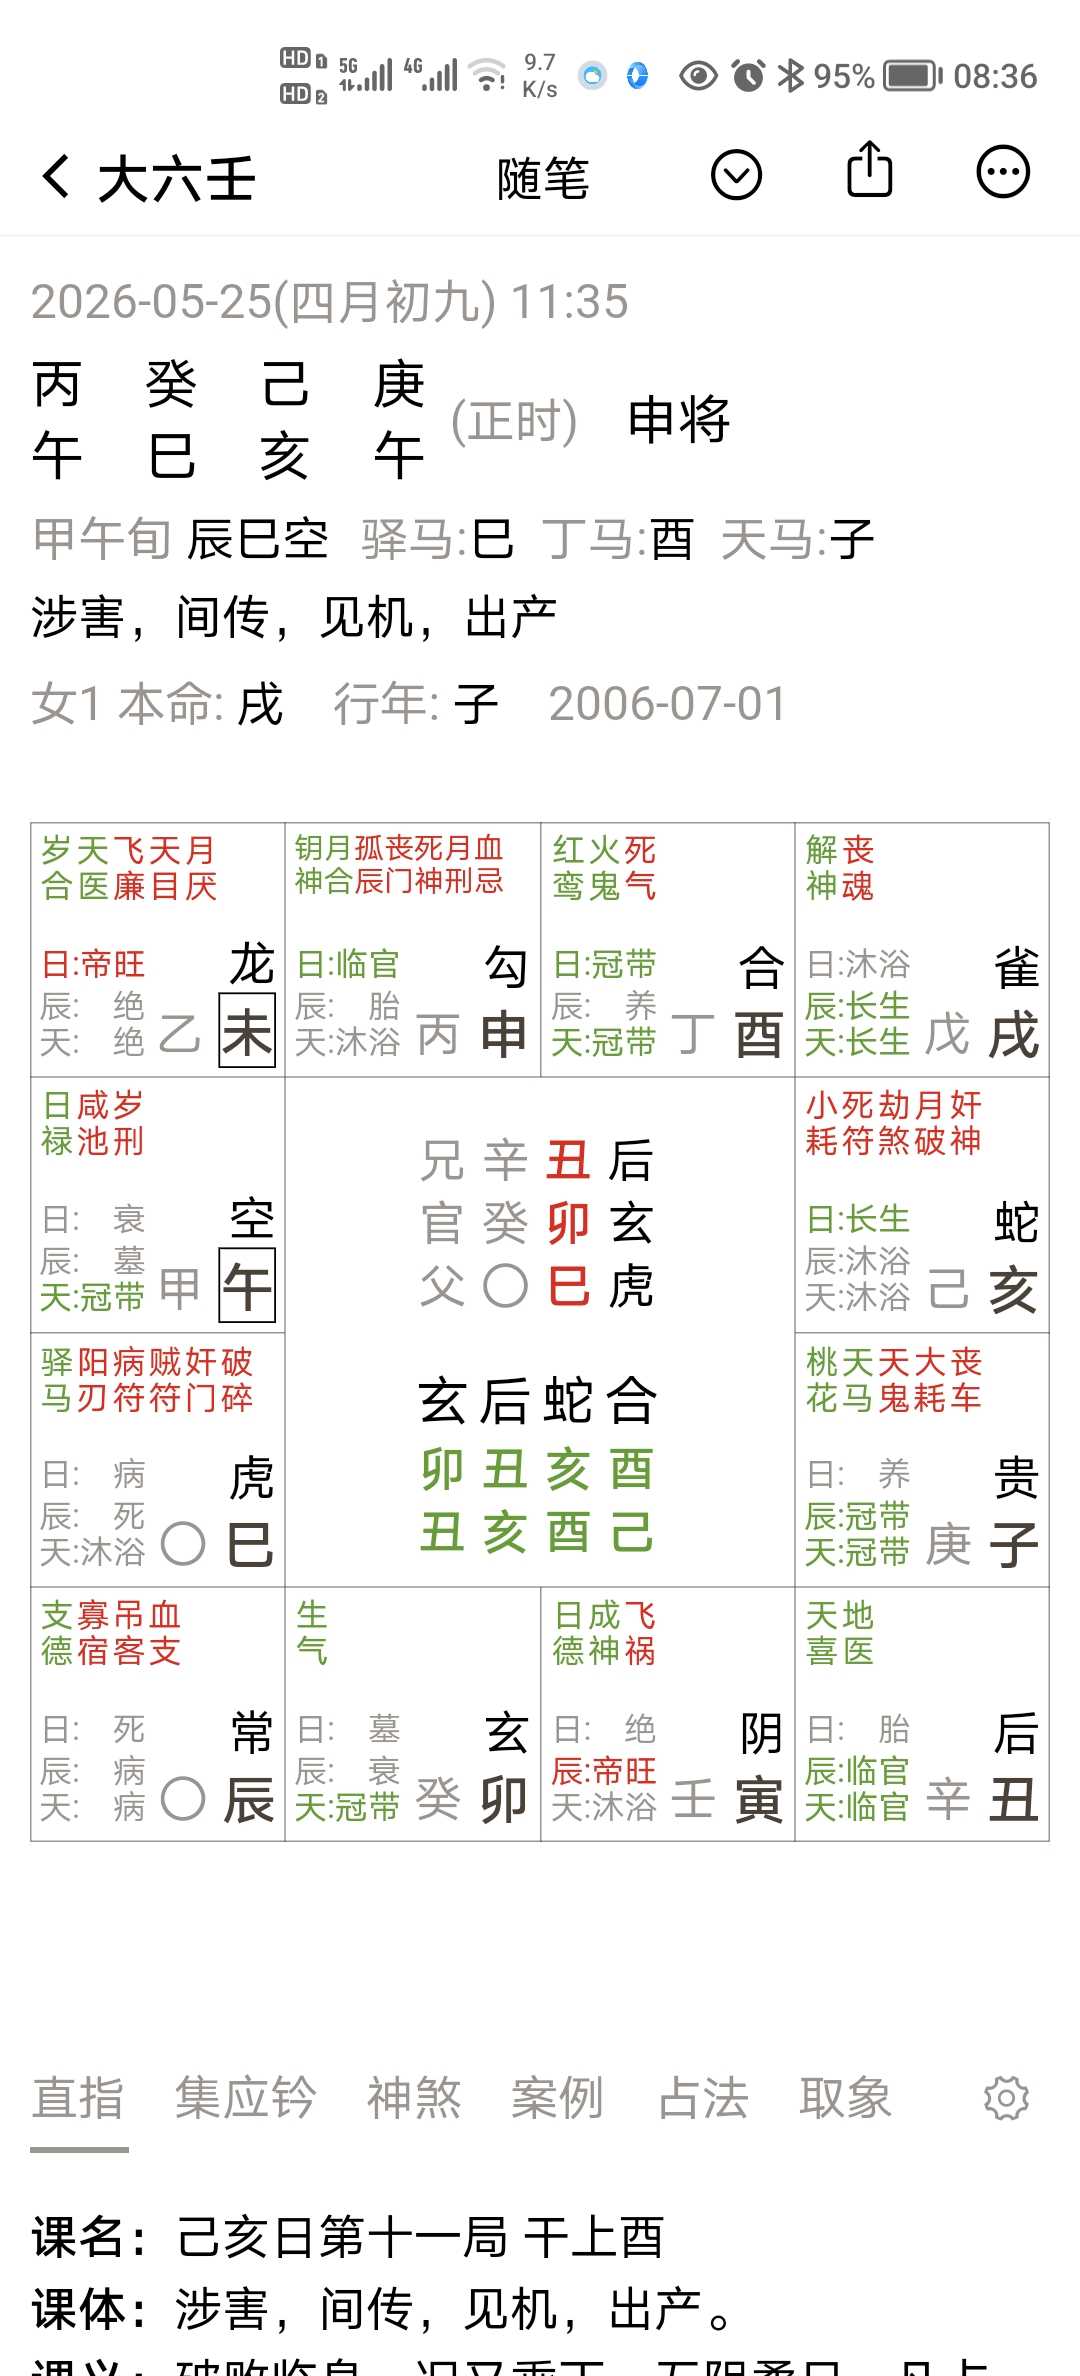 HD 1 5G 4G 9.7 95% 08:36
HD 2 K/s
大六壬 随笔
2026-05-25(四月初九) 11:35
丙 癸 己 庚
午 巳 亥 午
(正时) 申将
甲午旬 辰巳空 驿马:巳 丁马:酉 天马:子
涉害，间传，见机，出产
女1 本命: 戌 行年: 子 2006-07-01
岁天飞天月
合医廉目厌
日:帝旺 龙
辰: 绝
天: 绝 乙 未
钥月孤丧死月血
神合辰门神刑忌
日:临官 勾
辰: 胎
天:沐浴 丙 申
红火死
鸾鬼气
日:冠带 合
辰: 养
天:冠带 丁 酉
解丧
神魂
日:沐浴 雀
辰:长生
天:长生 戊 戌
日咸岁
禄池刑
日: 衰 空
辰: 墓
天:冠带 甲 午
兄 辛 丑 后
官 癸 卯 玄
父 〇 巳 虎
玄 后 蛇 合
卯 丑 亥 酉
丑 亥 酉 己
小死劫月奸
耗符煞破神
日:长生 蛇
辰:沐浴
天:沐浴 己 亥
驿阳病贼奸破
马刃符符门碎
日: 病 虎
辰: 死
天:沐浴 〇 巳
桃天天大丧
花马鬼耗车
日: 养 贵
辰:冠带
天:冠带 庚 子
支寡吊血
德宿客支
日: 死 常
辰: 病
天: 病 〇 辰
生
气
日: 墓 玄
辰: 衰
天:冠带 癸 卯
日成飞
德神祸
日: 绝 阴
辰:帝旺
天:沐浴 壬 寅
天地
喜医
日: 胎 后
辰:临官
天:临官 辛 丑
直指 集应钤 神煞 案例 占法 取象
课名：己亥日第十一局 干上酉
课体：涉害，间传，见机，出产。